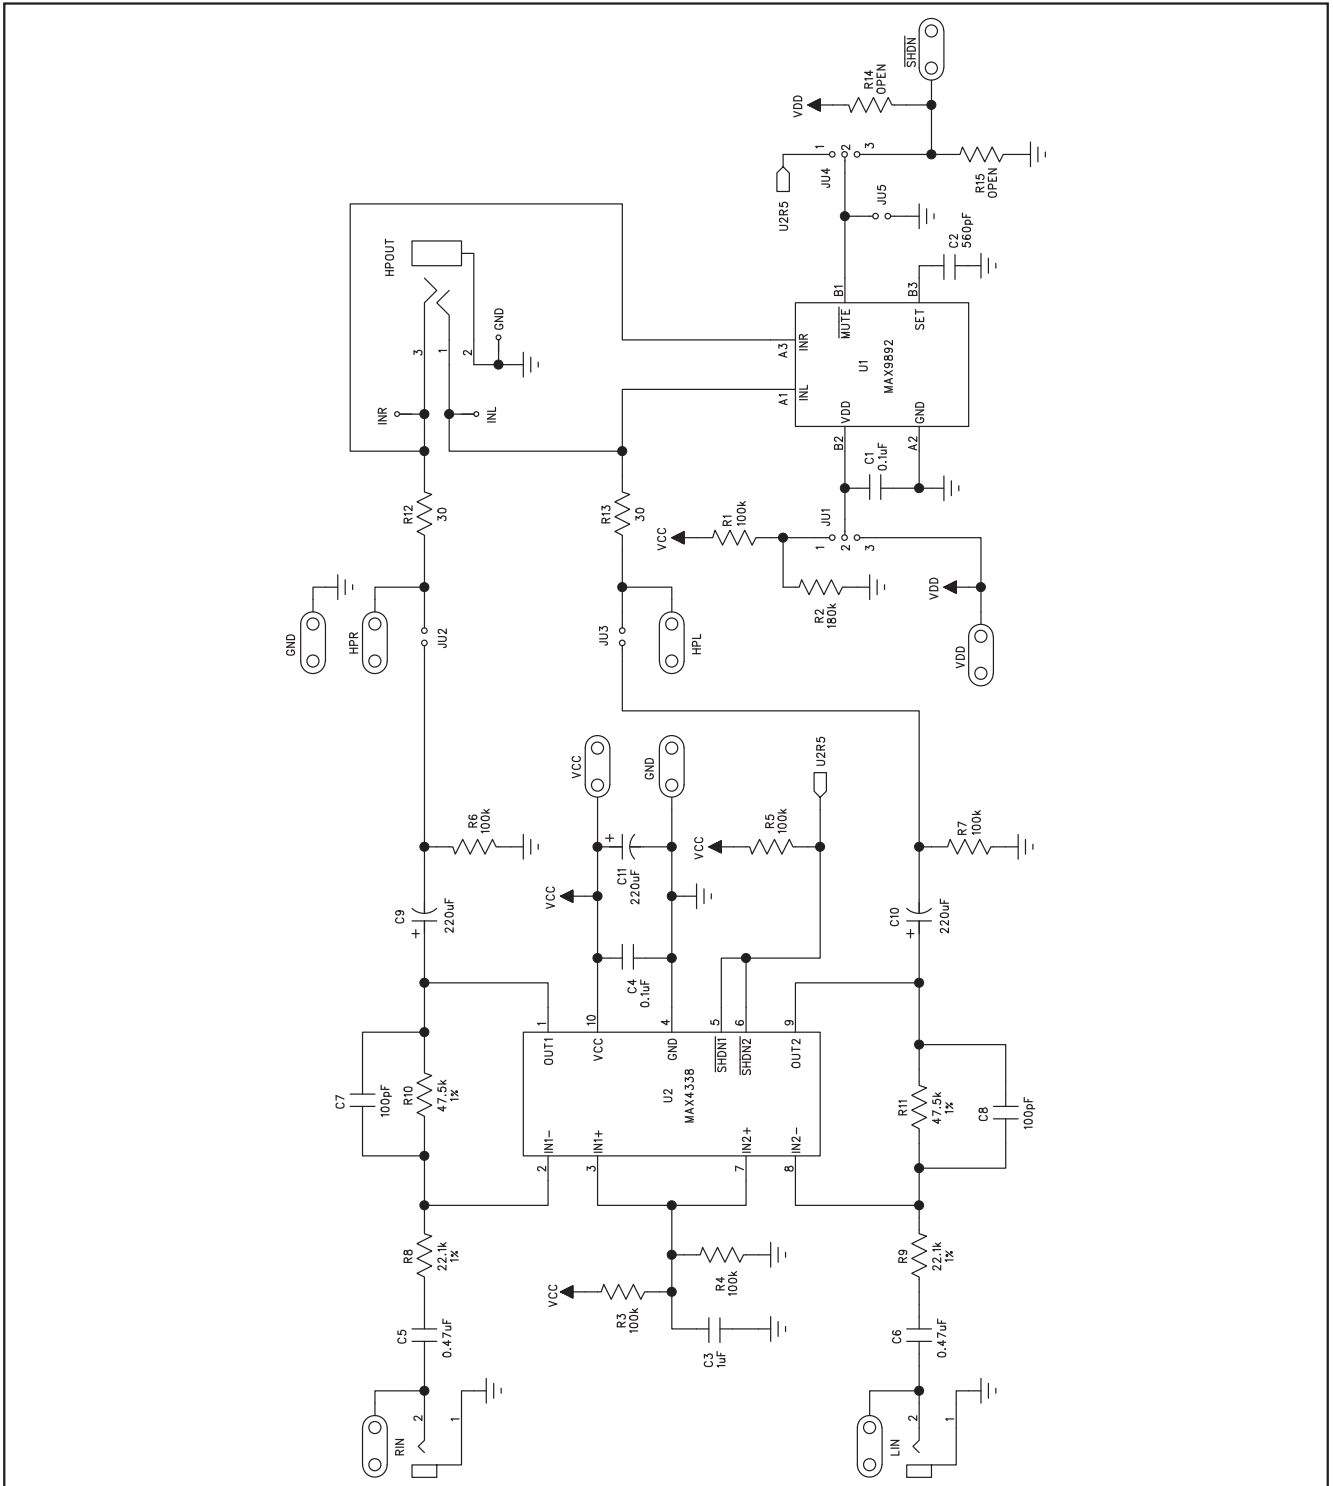 RIN
2
1
C5
0.47uF
R8
22.1k
1%
C7
100pF
R10
47.5k
1%
C9
+
220uF
R6
100k
JU2
GND
HPR
R12
30
INR
INL
3
1
2
HPOUT
GND
VCC
R3
100k
C3
1uF
R4
100k
2
3
7
8
IN1-
IN1+
IN2+
IN2-
U2
MAX4338
OUT1
VCC
GND
SHDN1
SHDN2
OUT2
1
10
4
5
6
9
C4
0.1uF
VCC
C11
220uF
+
VCC
GND
VCC
R5
100k
U2R5
JU3
HPL
R13
30
VCC
R1
100k
R2
180k
JU1
1
2
3
VDD
VDD
C1
0.1uF
B2
A2
VDD
GND
A1
A3
INL
INR
U1
MAX9892
MUTE
SET
B1
B3
C2
560pF
JU5
U2R5
JU4
1
2
3
VDD
R14
OPEN
SHDN
R15
OPEN
LIN
2
1
C6
0.47uF
R9
22.1k
1%
R11
47.5k
1%
C8
100pF
C10
+
220uF
R7
100k